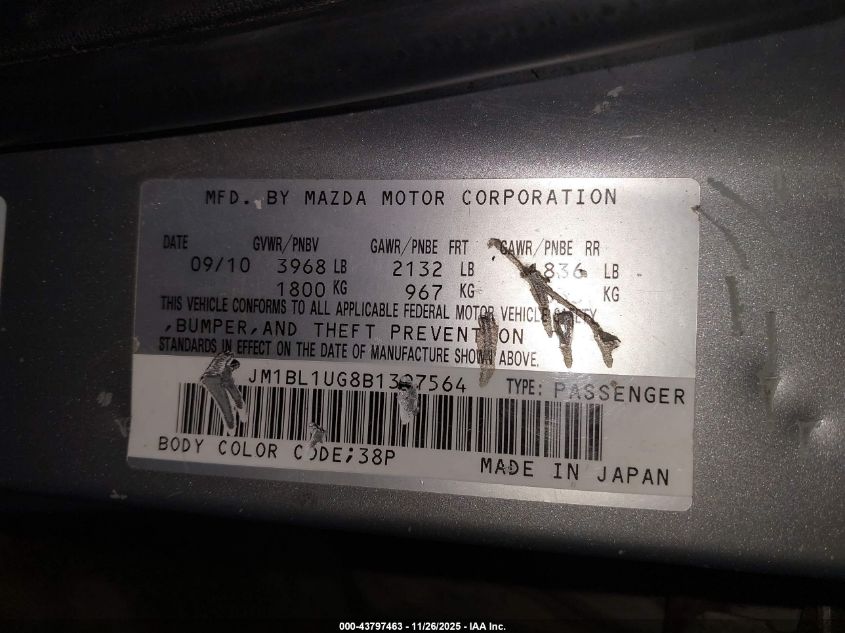 MFD. BY MAZDA MOTOR CORPORATION
DATE GVWR/PNBV GAWR/PNBE FRT GAWR/PNBE RR
09/10 3968 LB 2132 LB LB
1800 KG 967 KG KG
THIS VEHICLE CONFORMS TO ALL APPLICABLE FEDERAL MOTOR VEHICLE SAFETY
,BUMPER,AND THEFT PREVENTION
STANDARDS IN EFFECT ON THE DATE OF MANUFACTURE SHOWN ABOVE.
TYPE: PASSENGER
BODY COLOR CODE;38P
MADE IN JAPAN
000-43797463 - 11/26/2025 - IAA Inc.